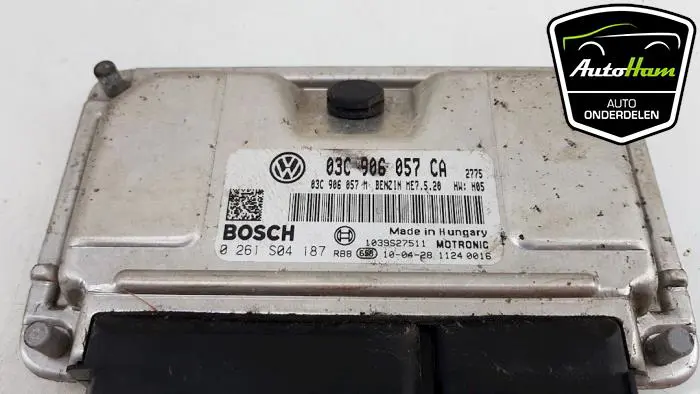 AutoHam
AUTO
ONDERDELEN
03C 906 057 CA 2775
03C 906 057 M BENZIN ME7.5.20 HW: H05
BOSCH
Made in Hungary
1039S27511 MOTRONIC
0 261 S04 187 RBB 10-04-28 1124 0016